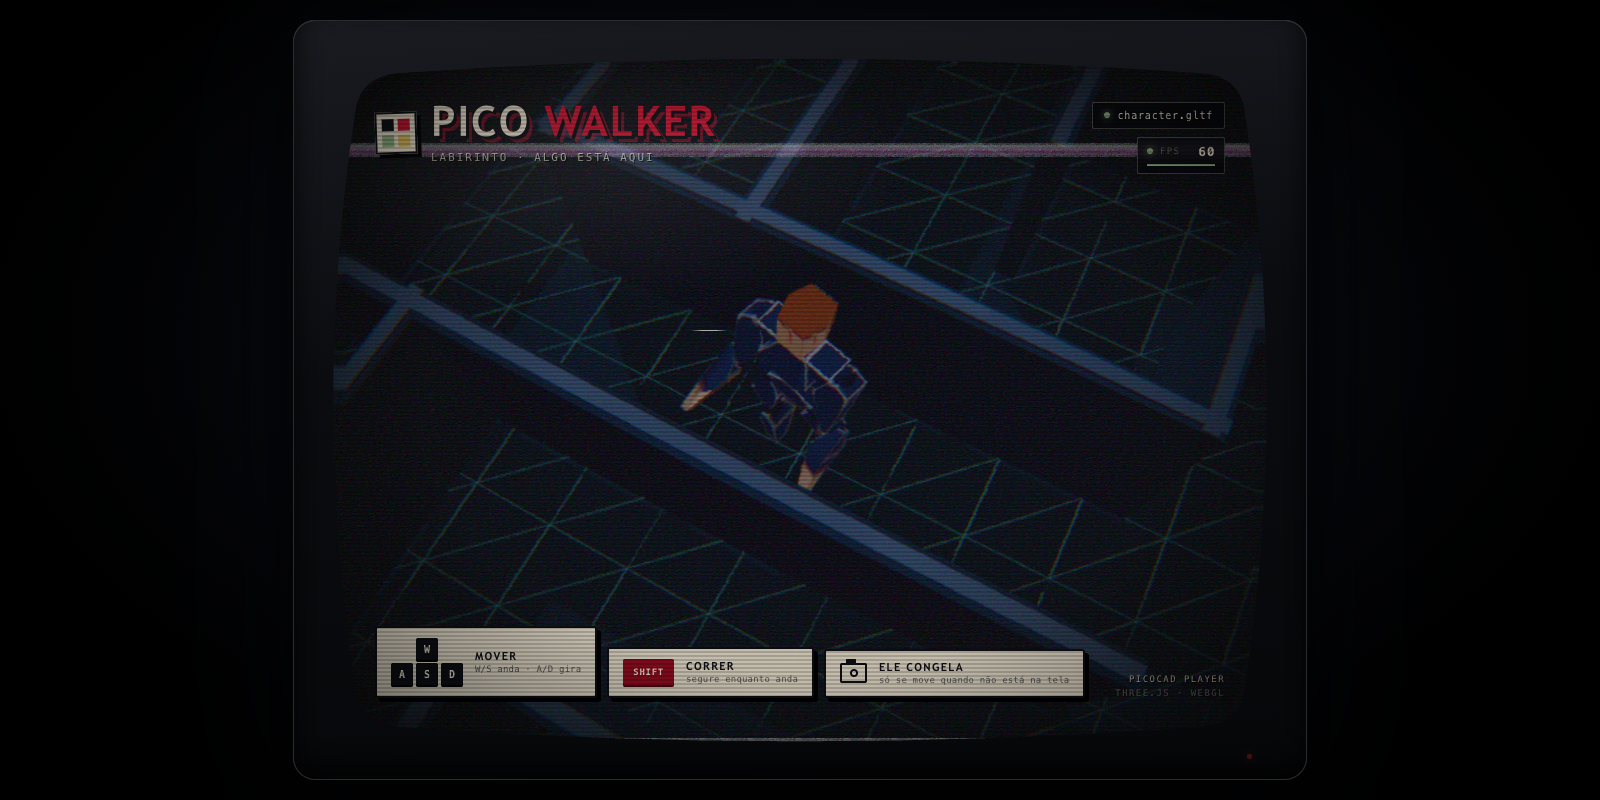 PICO WALKER
LABIRINTO · ALGO ESTÁ AQUI
character.gltf
FPS 60
W
A S D
MOVER
W/S anda · A/D gira
SHIFT
CORRER
segure enquanto anda
ELE CONGELA
só se move quando não está na tela
PICOCAD PLAYER
THREE.JS · WEBGL